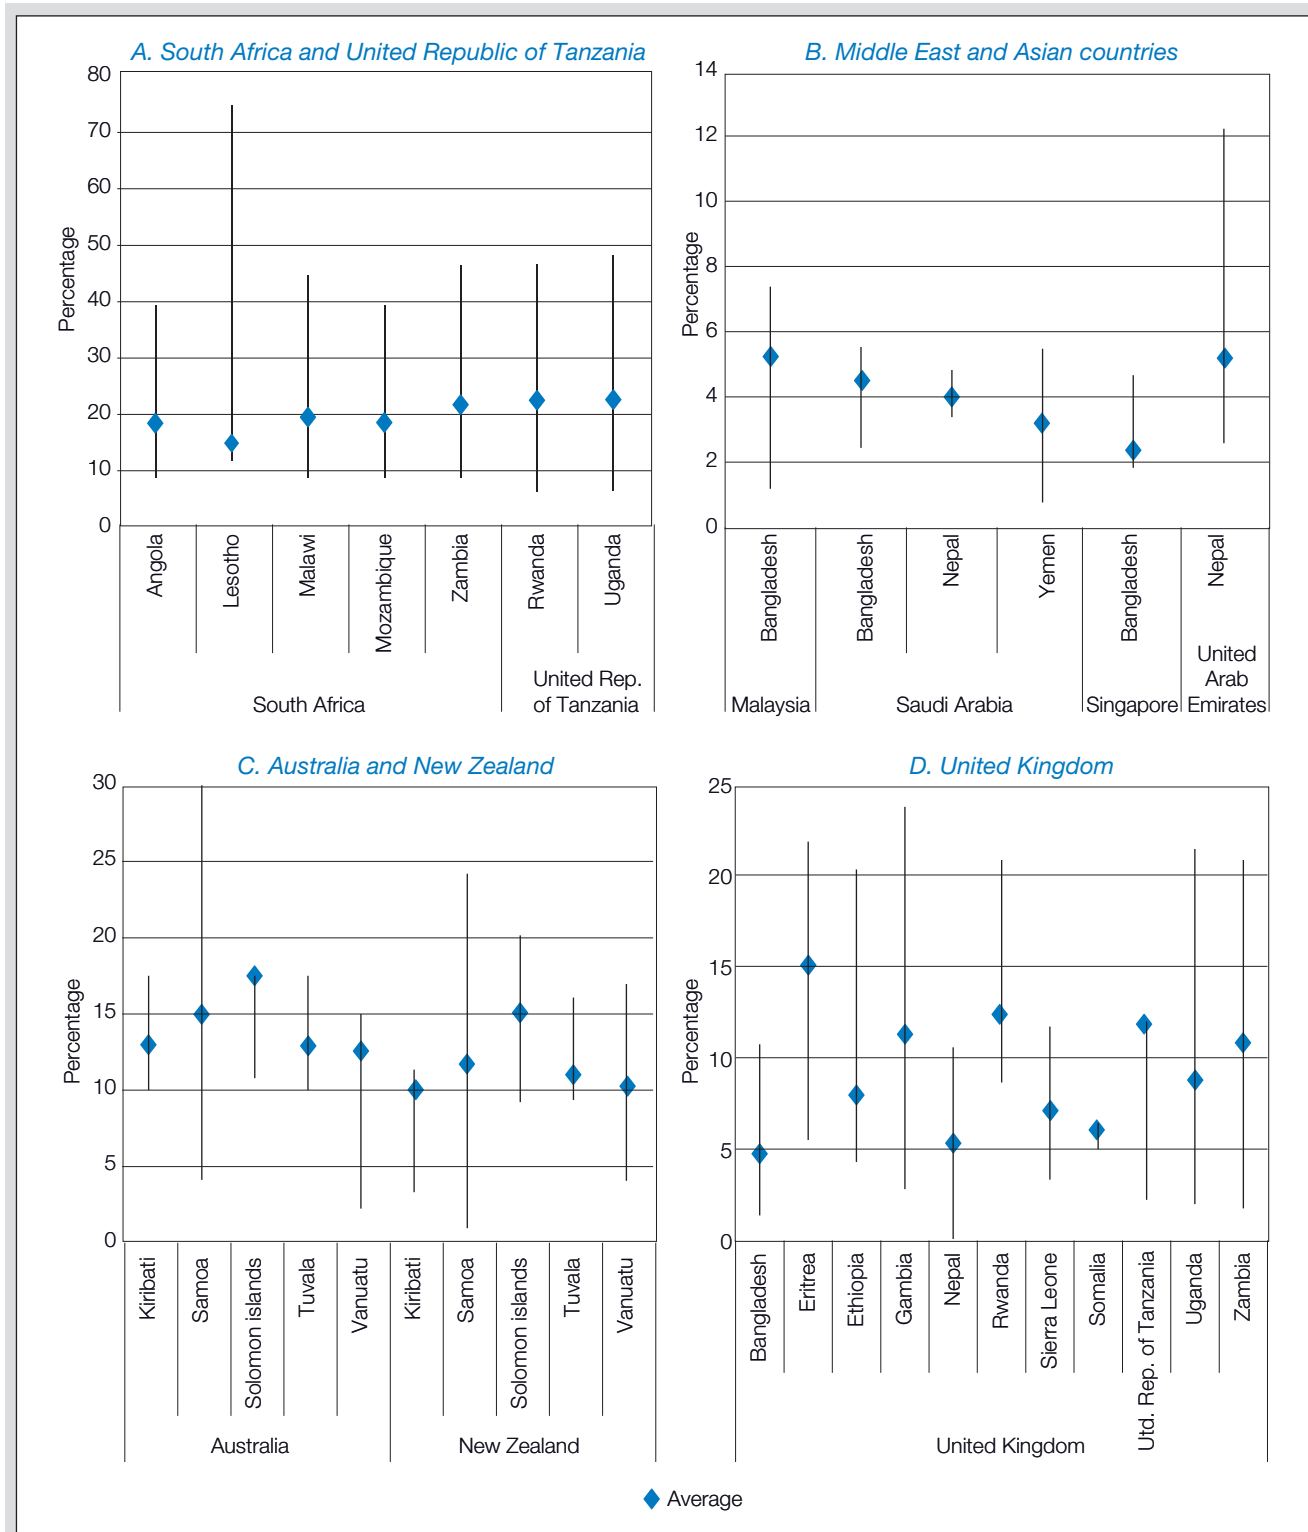 A. South Africa and United Republic of Tanzania
80
70
60
50
40
30
20
10
0
Percentage
Angola
Lesotho
Malawi
Mozambique
Zambia
Rwanda
Uganda
South Africa
United Rep.
of Tanzania
B. Middle East and Asian countries
14
12
10
8
6
4
2
0
Percentage
Bangladesh
Bangladesh
Nepal
Yemen
Bangladesh
Nepal
Malaysia
Saudi Arabia
Singapore
United
Arab
Emirates
C. Australia and New Zealand
30
25
20
15
10
5
0
Percentage
Kiribati
Samoa
Solomon islands
Tuvala
Vanuatu
Kiribati
Samoa
Solomon islands
Tuvala
Vanuatu
Australia
New Zealand
D. United Kingdom
25
20
15
10
5
0
Percentage
Bangladesh
Eritrea
Ethiopia
Gambia
Nepal
Rwanda
Sierra Leone
Somalia
Utd. Rep. of Tanzania
Uganda
Zambia
United Kingdom
Average